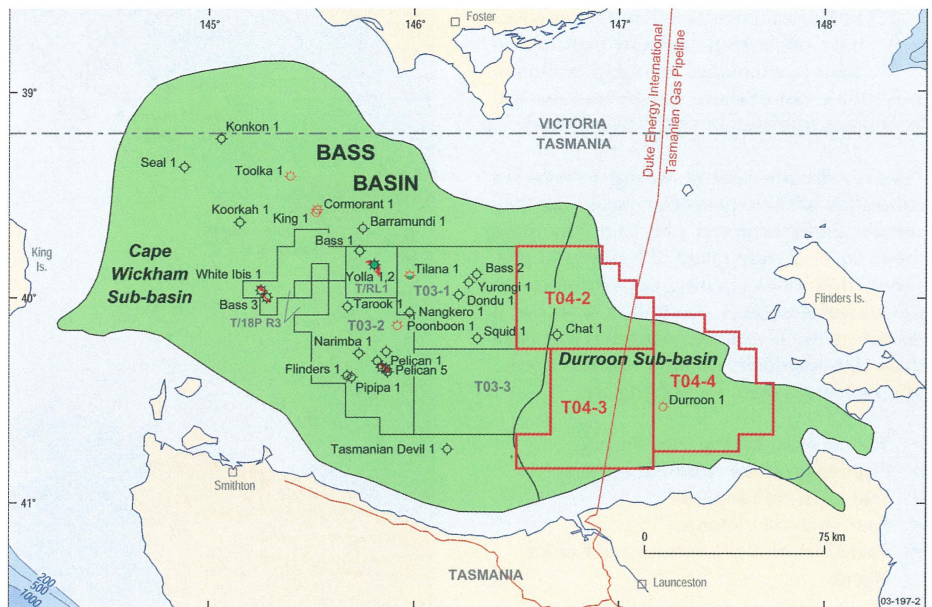 145°
146°
147°
148°
Foster
39°
Konkon 1
VICTORIA
TASMANIA
Duke Energy International
Tasmanian Gas Pipeline
BASS
BASIN
Seal 1
Toolka 1
Cormorant 1
King 1
Koorkah 1
Barramundi 1
King
Is.
Cape
Wickham
Sub-basin
Bass 1
White Ibis 1
Yolla 1,2
T/RL1
Tilana 1
T03-1
Bass 2
Yurongi 1
Dondu 1
T04-2
Flinders Is.
40°
Bass 3
T/18P R3
Tarook 1
Nangkero 1
T03-2
Poonboon 1
Squid 1
Chat 1
Narimba 1
Pelican 1
Pelican 5
Flinders 1
Pipipa 1
Durroon Sub-basin
T03-3
T04-3
T04-4
Durroon 1
Tasmanian Devil 1
Smithton
41°
0
75 km
TASMANIA
Launceston
200
500
1000
03-197-2